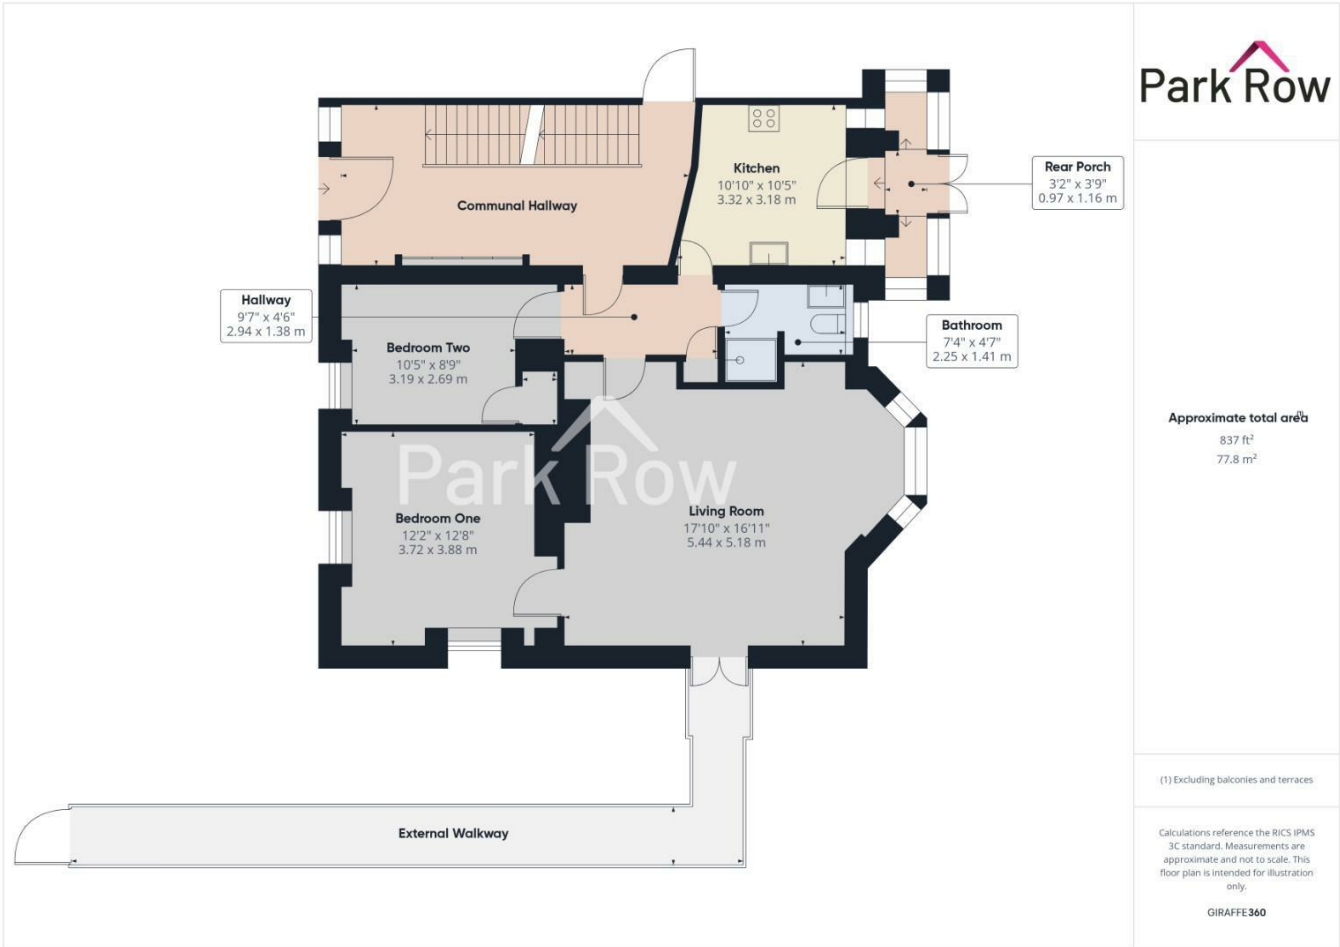 Park Row
Kitchen
10'10" x 10'5"
3.32 x 3.18 m
Rear Porch
3'2" x 3'9"
0.97 x 1.16 m
Communal Hallway
Hallway
9'7" x 4'6"
2.94 x 1.38 m
Bathroom
7'4" x 4'7"
2.25 x 1.41 m
Bedroom Two
10'5" x 8'9"
3.19 x 2.69 m
Approximate total area(1)
837 ft²
77.8 m²
Park Row
Bedroom One
12'2" x 12'8"
3.72 x 3.88 m
Living Room
17'10" x 16'11"
5.44 x 5.18 m
External Walkway
(1) Excluding balconies and terraces
Calculations reference the RICS IPMS
3C standard. Measurements are
approximate and not to scale. This
floor plan is intended for illustration
only.
GIRAFFE360